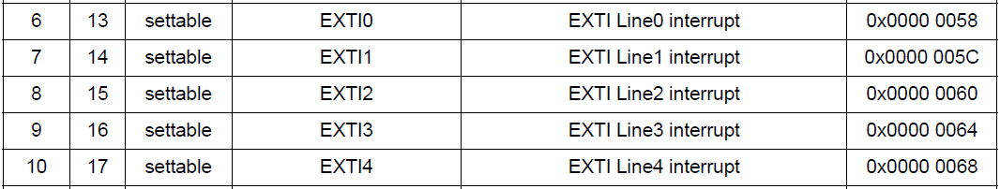 6 13 settable EXTI0 EXTI Line0 interrupt 0x0000 0058
7 14 settable EXTI1 EXTI Line1 interrupt 0x0000 005C
8 15 settable EXTI2 EXTI Line2 interrupt 0x0000 0060
9 16 settable EXTI3 EXTI Line3 interrupt 0x0000 0064
10 17 settable EXTI4 EXTI Line4 interrupt 0x0000 0068